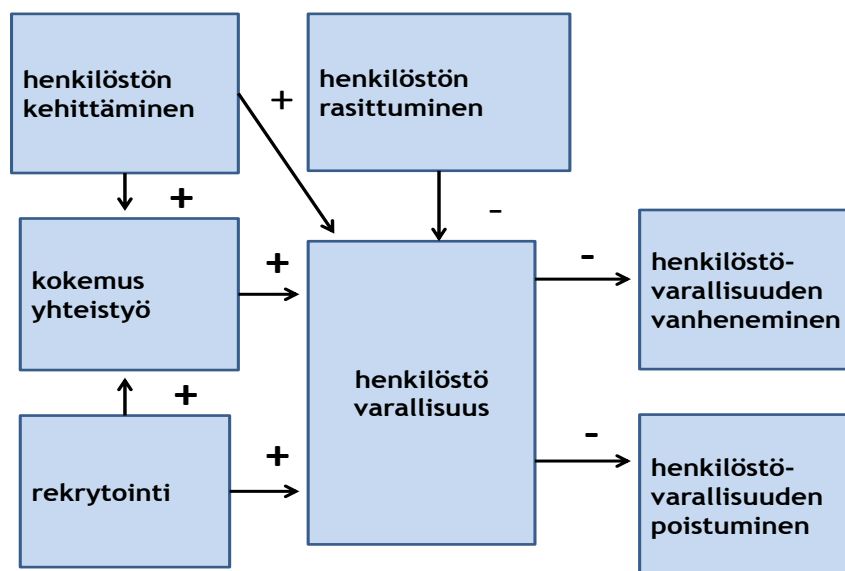 henkilöstön
kehittäminen
+
henkilöstön
rasittuminen
+
-
kokemus
yhteistyö
+
-
henkilöstö-
varallisuuden
vanheneminen
henkilöstö
varallisuus
+
rekrytointi
+
-
henkilöstö-
varallisuuden
poistuminen